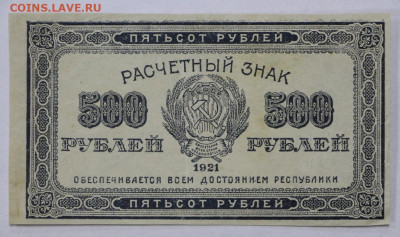 COINS.LAVE.RU
ПЯТЬСОТ РУБЛЕЙ
РАСЧЕТНЫЙ ЗНАК
500 500
РУБЛЕЙ РУБЛЕЙ
1921
ОБЕСПЕЧИВАЕТСЯ ВСЕМ ДОСТОЯНИЕМ РЕСПУБЛИКИ
ПЯТЬСОТ РУБЛЕЙ